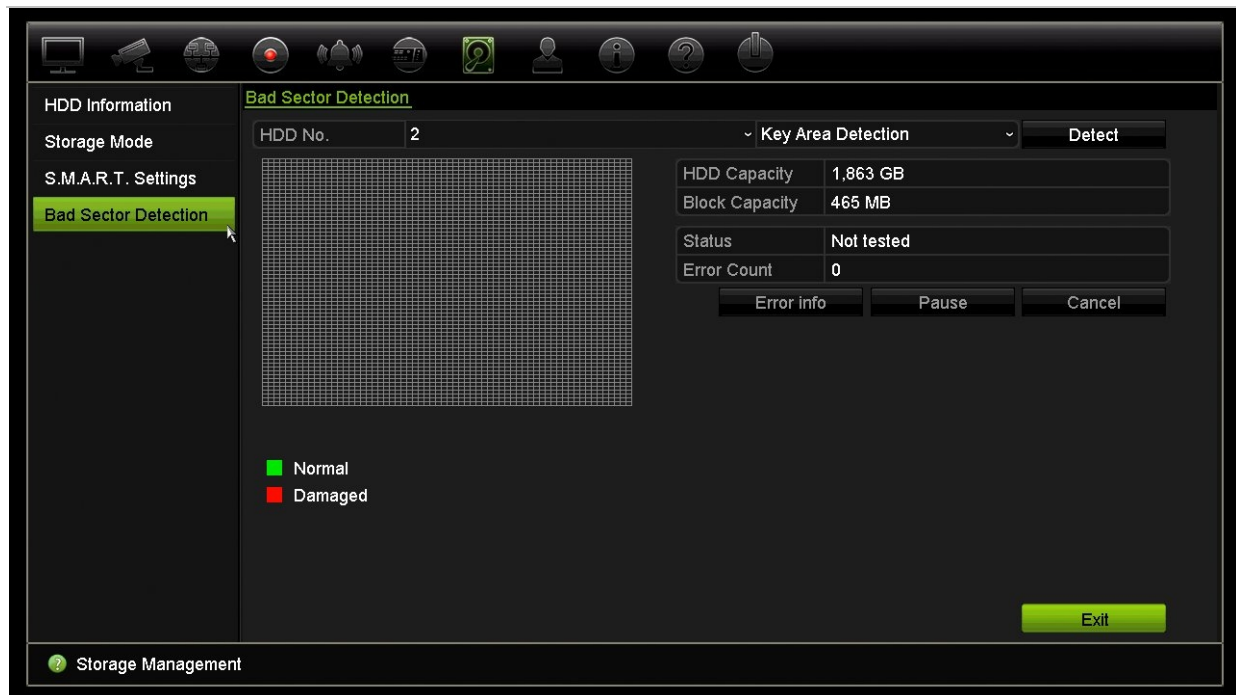 HDD Information
Storage Mode
S.M.A.R.T. Settings
Bad Sector Detection
Bad Sector Detection
HDD No. 2 Key Area Detection Detect
HDD Capacity 1,863 GB
Block Capacity 465 MB
Status Not tested
Error Count 0
Error info Pause Cancel
Normal
Damaged
Exit
? Storage Management